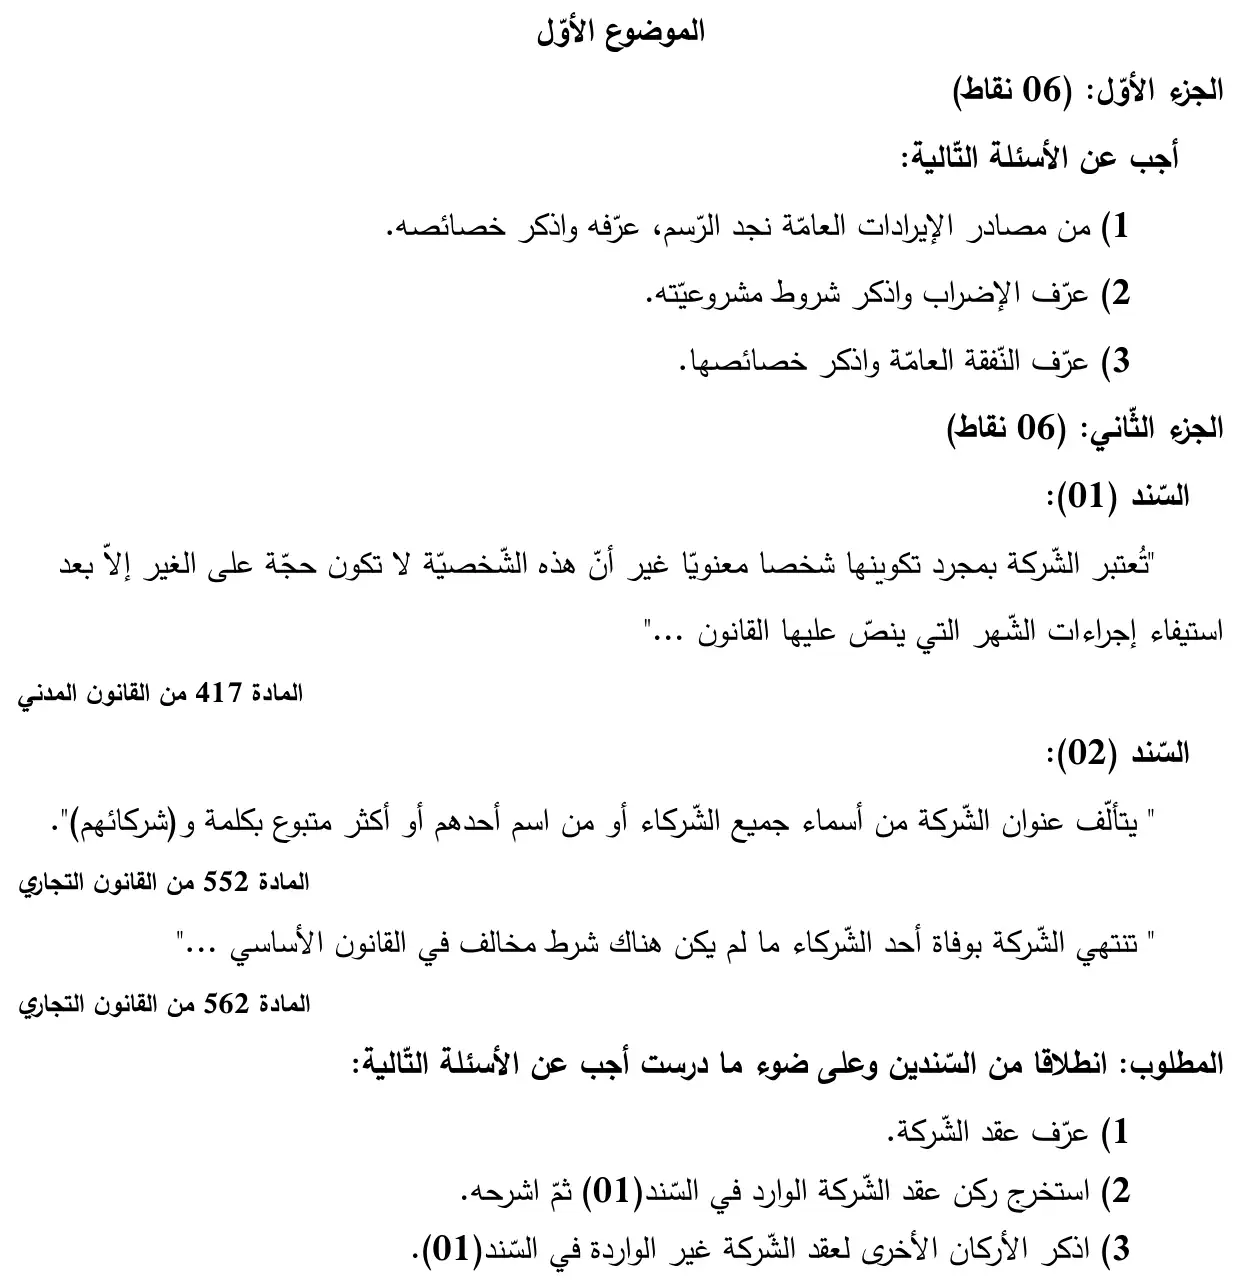 الموضوع الأوّل
الجزء الأوّل: (06 نقاط)
أجب عن الأسئلة التّالية:
1) من مصادر الإيرادات العامّة نجد الرّسم، عرّفه واذكر خصائصه.
2) عرّف الإضراب واذكر شروط مشروعيّته.
3) عرّف النّفقة العامّة واذكر خصائصها.
الجزء الثّاني: (06 نقاط)
السّند (01):
"تُعتبر الشّركة بمجرد تكوينها شخصا معنويّا غير أنّ هذه الشّخصيّة لا تكون حجّة على الغير إلاّ بعد
استيفاء إجراءات الشّهر التي ينصّ عليها القانون ..."
المادة 417 من القانون المدني
السّند (02):
" يتألّف عنوان الشّركة من أسماء جميع الشّركاء أو من اسم أحدهم أو أكثر متبوع بكلمة و(شركائهم)".
المادة 552 من القانون التجاري
" تنتهي الشّركة بوفاة أحد الشّركاء ما لم يكن هناك شرط مخالف في القانون الأساسي ..."
المادة 562 من القانون التجاري
المطلوب: انطلاقا من السّندين وعلى ضوء ما درست أجب عن الأسئلة التّالية:
1) عرّف عقد الشّركة.
2) استخرج ركن عقد الشّركة الوارد في السّند(01) ثمّ اشرحه.
3) اذكر الأركان الأخرى لعقد الشّركة غير الواردة في السّند(01).